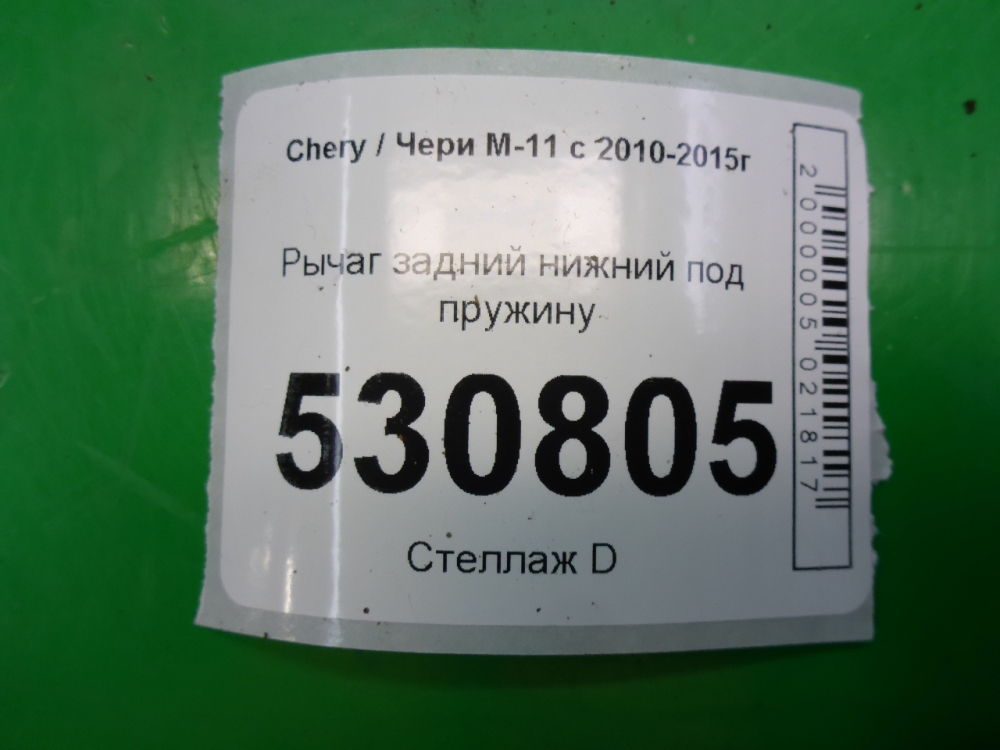 Chery / Чери М-11 с 2010-2015г
Рычаг задний нижний под
пружину
530805
Стеллаж D
2000005021817